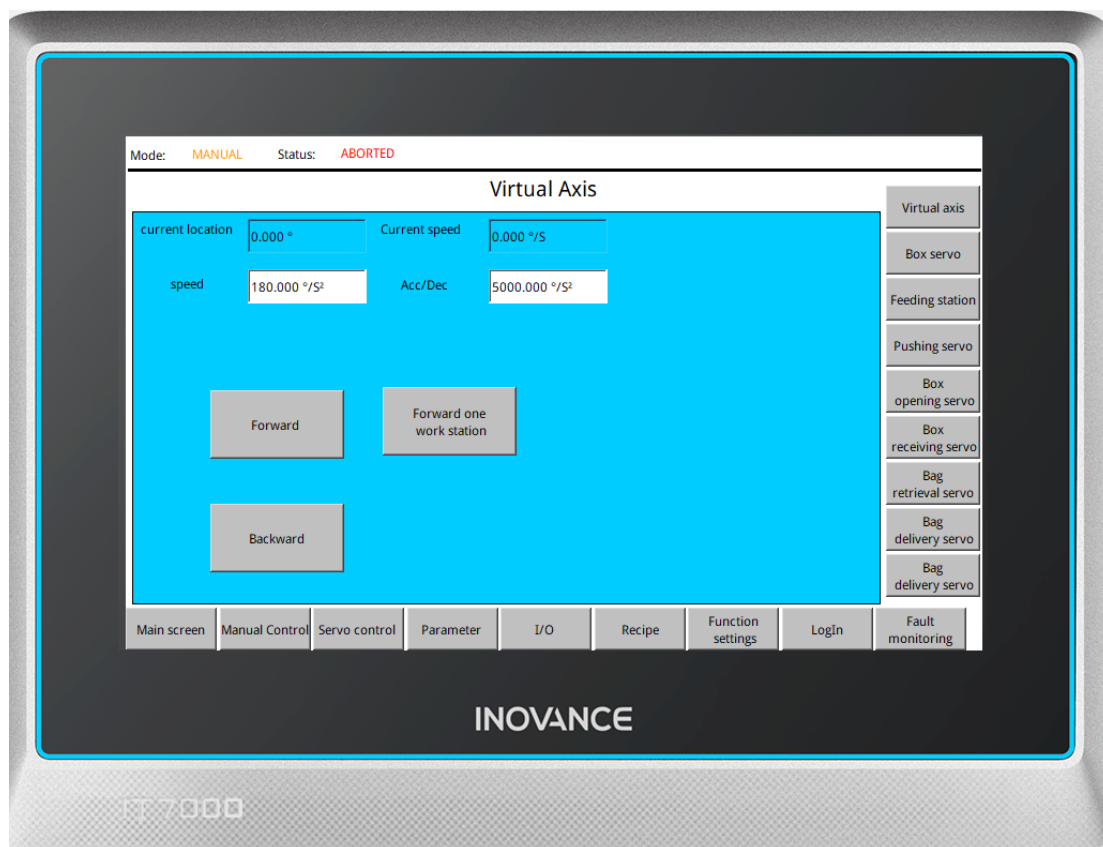 Mode: MANUAL Status: ABORTED
Virtual Axis
current location 0.000 ° Current speed 0.000 °/S
speed 180.000 °/S² Acc/Dec 5000.000 °/S²
Forward
Forward one
work station
Backward
Virtual axis
Box servo
Feeding station
Pushing servo
Box
opening servo
Box
receiving servo
Bag
retrieval servo
Bag
delivery servo
Bag
delivery servo
Main screen Manual Control Servo control Parameter I/O Recipe Function
settings LogIn Fault
monitoring
INOVANCE
IT 7000